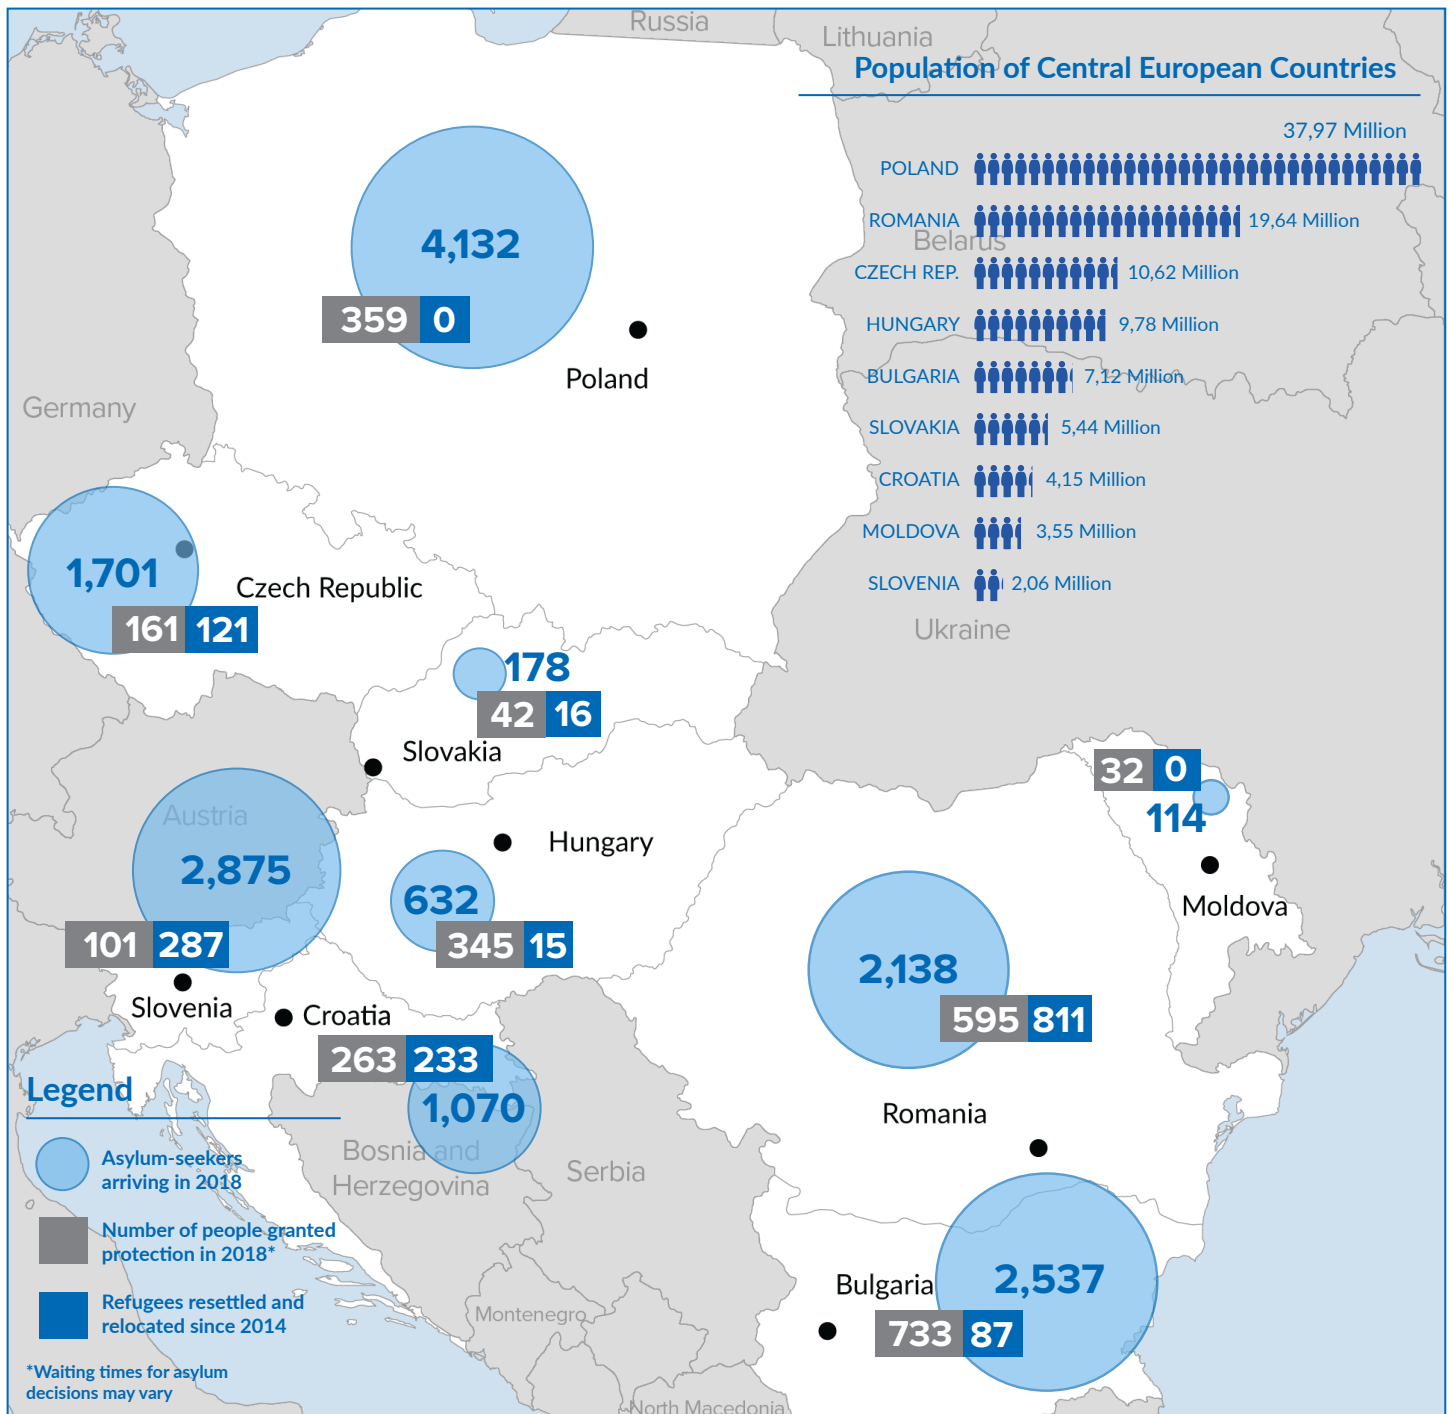 Russia
Lithuania
Population of Central European Countries
37,97 Million
POLAND
ROMANIA 19,64 Million
Belarus
CZECH REP. 10,62 Million
HUNGARY 9,78 Million
BULGARIA 7,12 Million
SLOVAKIA 5,44 Million
CROATIA 4,15 Million
MOLDOVA 3,55 Million
SLOVENIA 2,06 Million
Ukraine
4,132
359 0
Poland
Germany
1,701
Czech Republic
161 121
178
42 16
Slovakia
32 0
114
Moldova
Austria
2,875
101 287
Slovenia
Hungary
632
345 15
2,138
595 811
Romania
Croatia
263 233
1,070
Bosnia and
Herzegovina
Serbia
Montenegro
North Macedonia
Bulgaria
2,537
733 87
Legend
Asylum-seekers
arriving in 2018
Number of people granted
protection in 2018*
Refugees resettled and
relocated since 2014
*Waiting times for asylum
decisions may vary